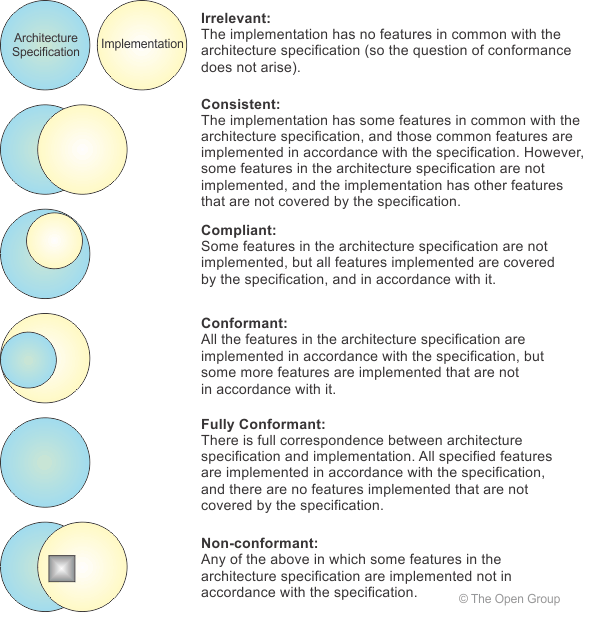 Architecture
Specification
Implementation
Irrelevant:
The implementation has no features in common with the
architecture specification (so the question of conformance
does not arise).
Consistent:
The implementation has some features in common with the
architecture specification, and those common features are
implemented in accordance with the specification. However,
some features in the architecture specification are not
implemented, and the implementation has other features
that are not covered by the specification.
Compliant:
Some features in the architecture specification are not
implemented, but all features implemented are covered
by the specification, and in accordance with it.
Conformant:
All the features in the architecture specification are
implemented in accordance with the specification, but
some more features are implemented that are not
in accordance with it.
Fully Conformant:
There is full correspondence between architecture
specification and implementation. All specified features
are implemented in accordance with the specification,
and there are no features implemented that are not
covered by the specification.
Non-conformant:
Any of the above in which some features in the
architecture specification are implemented not in
accordance with the specification.
© The Open Group